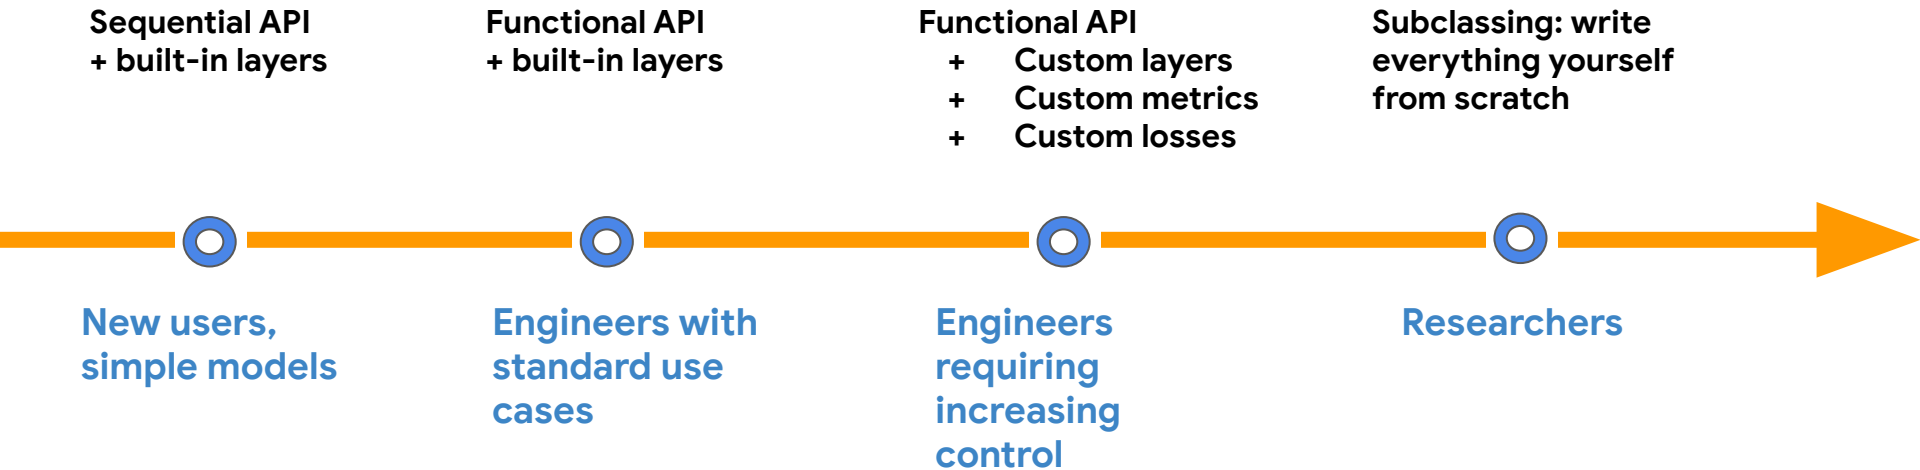 Sequential API
+ built-in layers
Functional API
+ built-in layers
Functional API
+ Custom layers
+ Custom metrics
+ Custom losses
Subclassing: write
everything yourself
from scratch
New users,
simple models
Engineers with
standard use
cases
Engineers
requiring
increasing
control
Researchers